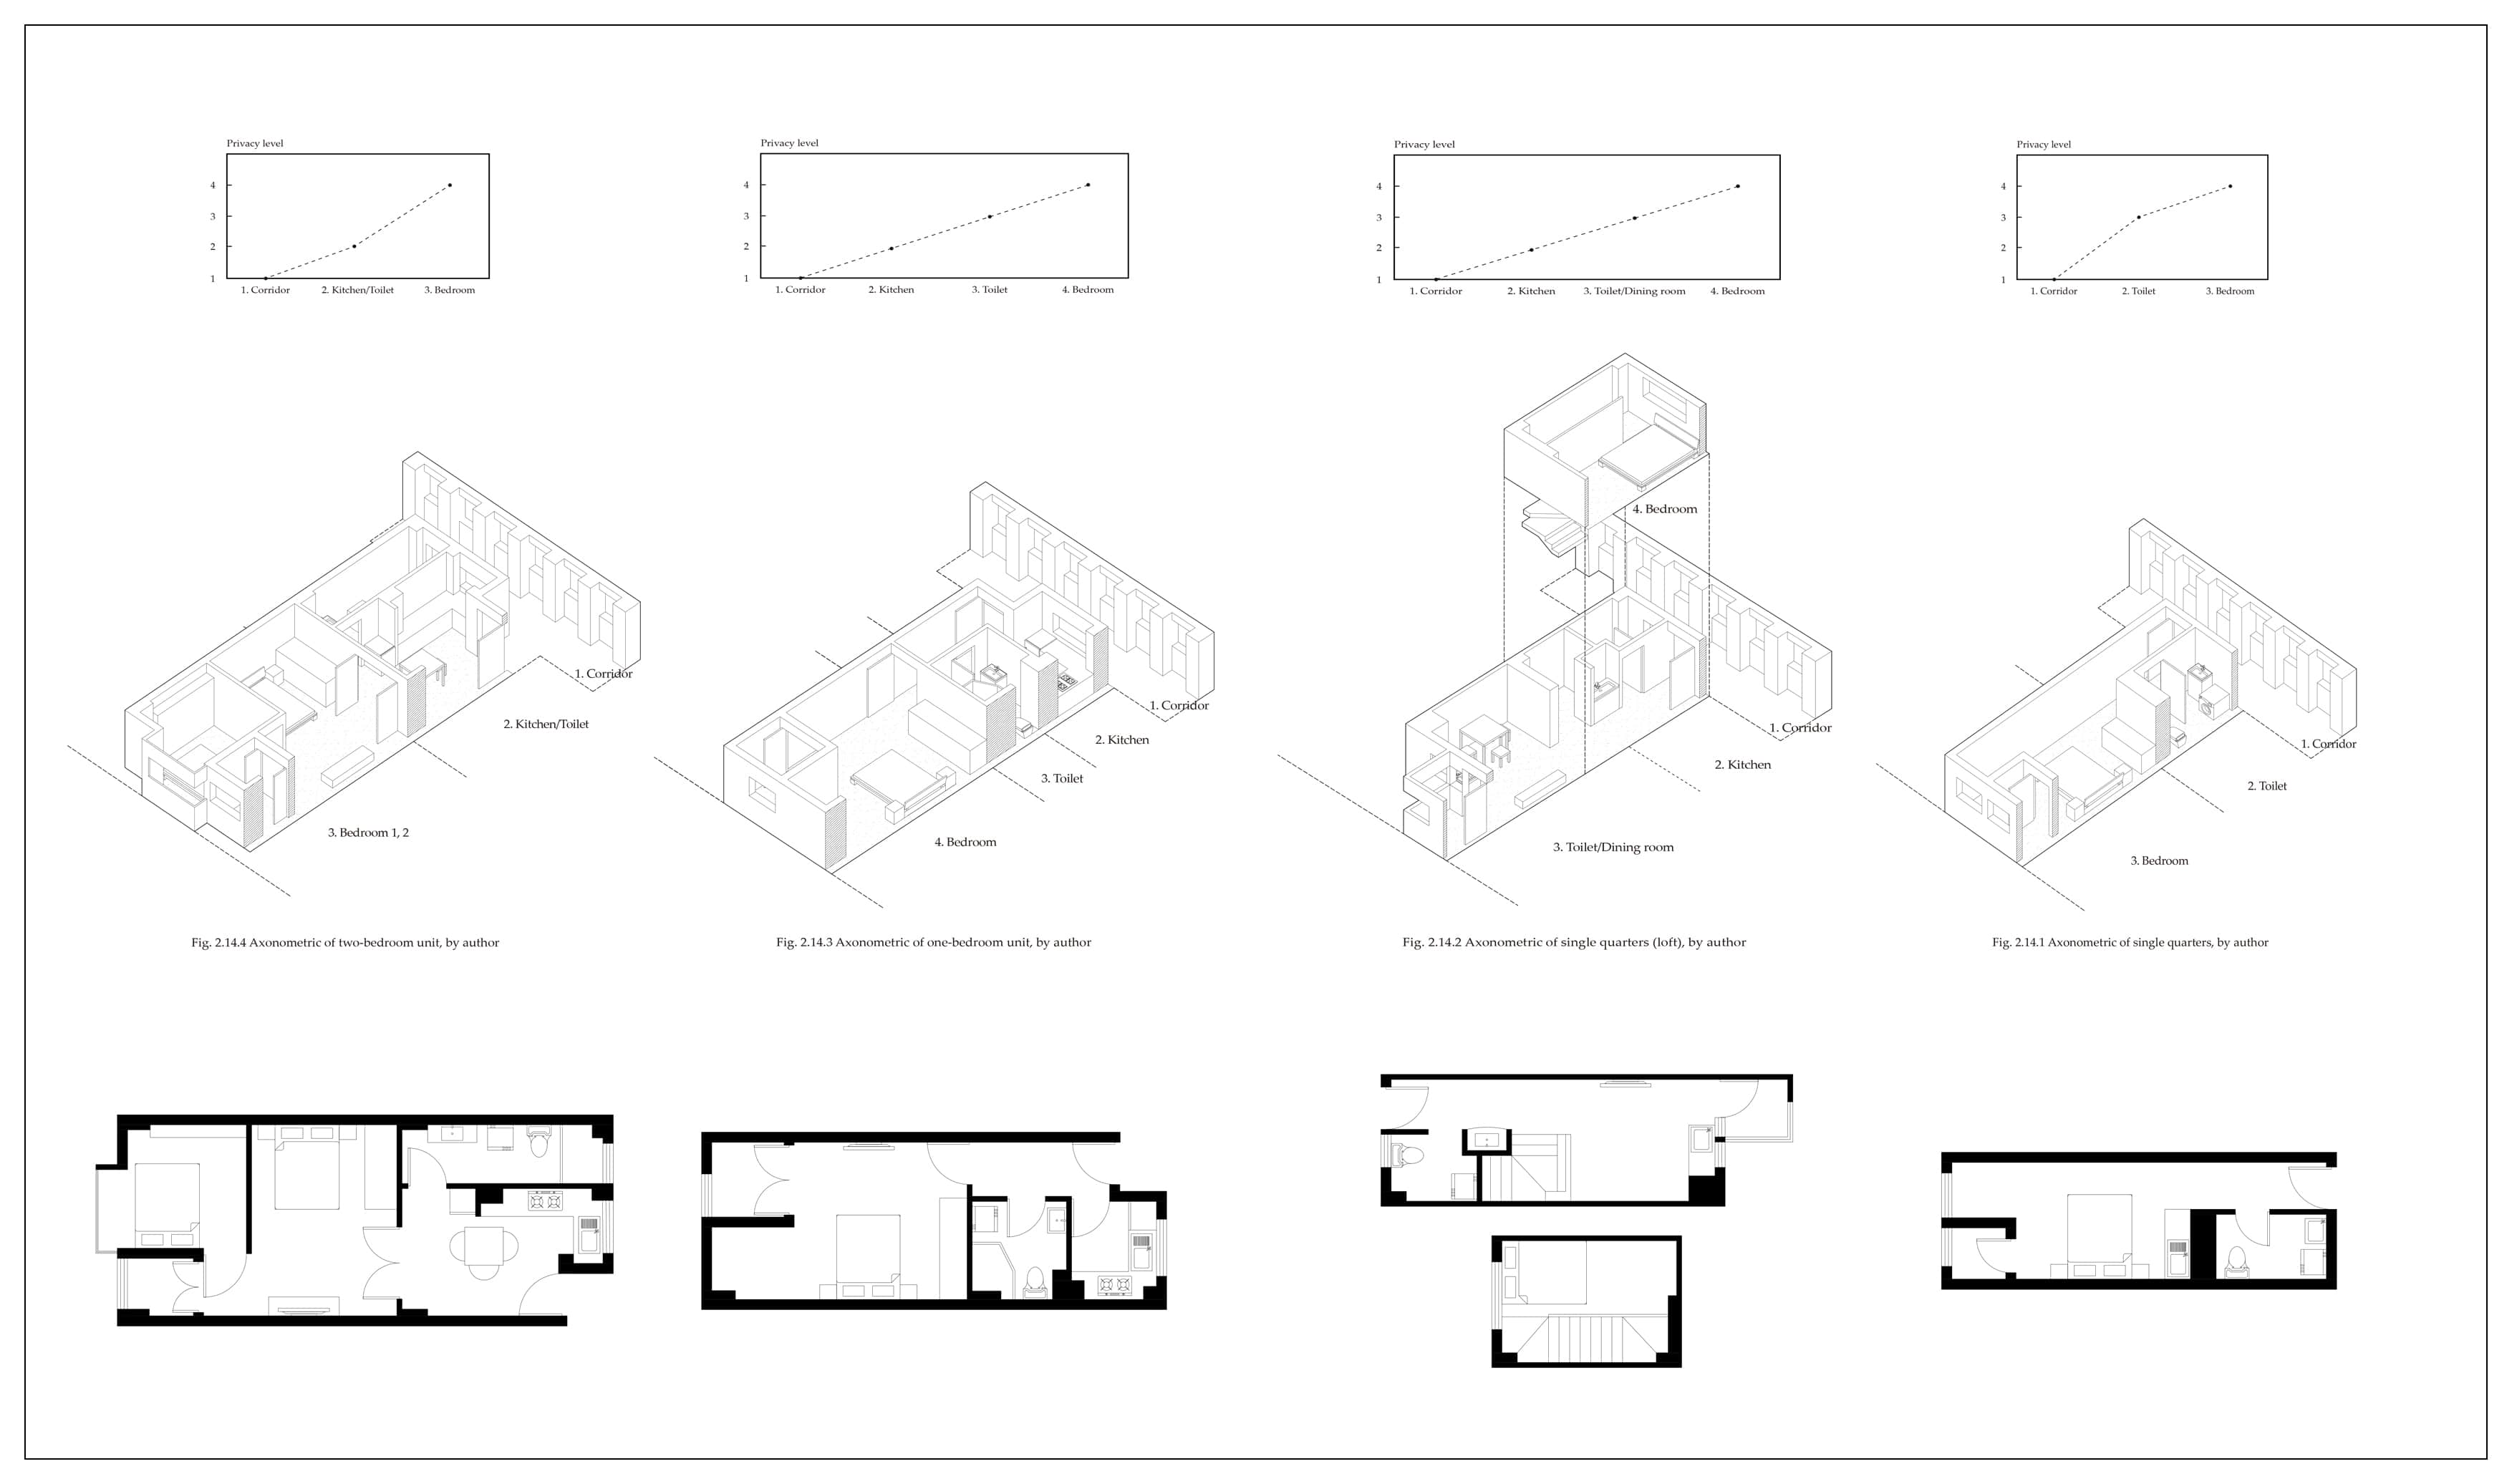 Privacy level
4
3
2
1
1. Corridor
2. Kitchen/Toilet
3. Bedroom
Privacy level
4
3
2
1
1. Corridor
2. Kitchen
3. Toilet
4. Bedroom
Privacy level
4
3
2
1
1. Corridor
2. Kitchen
3. Toilet/Dining room
4. Bedroom
Privacy level
4
3
2
1
1. Corridor
2. Toilet
3. Bedroom
1. Corridor
2. Kitchen/Toilet
3. Bedroom 1, 2
Fig. 2.14.4 Axonometric of two-bedroom unit, by author
1. Corridor
2. Kitchen
3. Toilet
4. Bedroom
Fig. 2.14.3 Axonometric of one-bedroom unit, by author
4. Bedroom
1. Corridor
2. Kitchen
3. Toilet/Dining room
Fig. 2.14.2 Axonometric of single quarters (loft), by author
1. Corridor
2. Toilet
3. Bedroom
Fig. 2.14.1 Axonometric of single quarters, by author